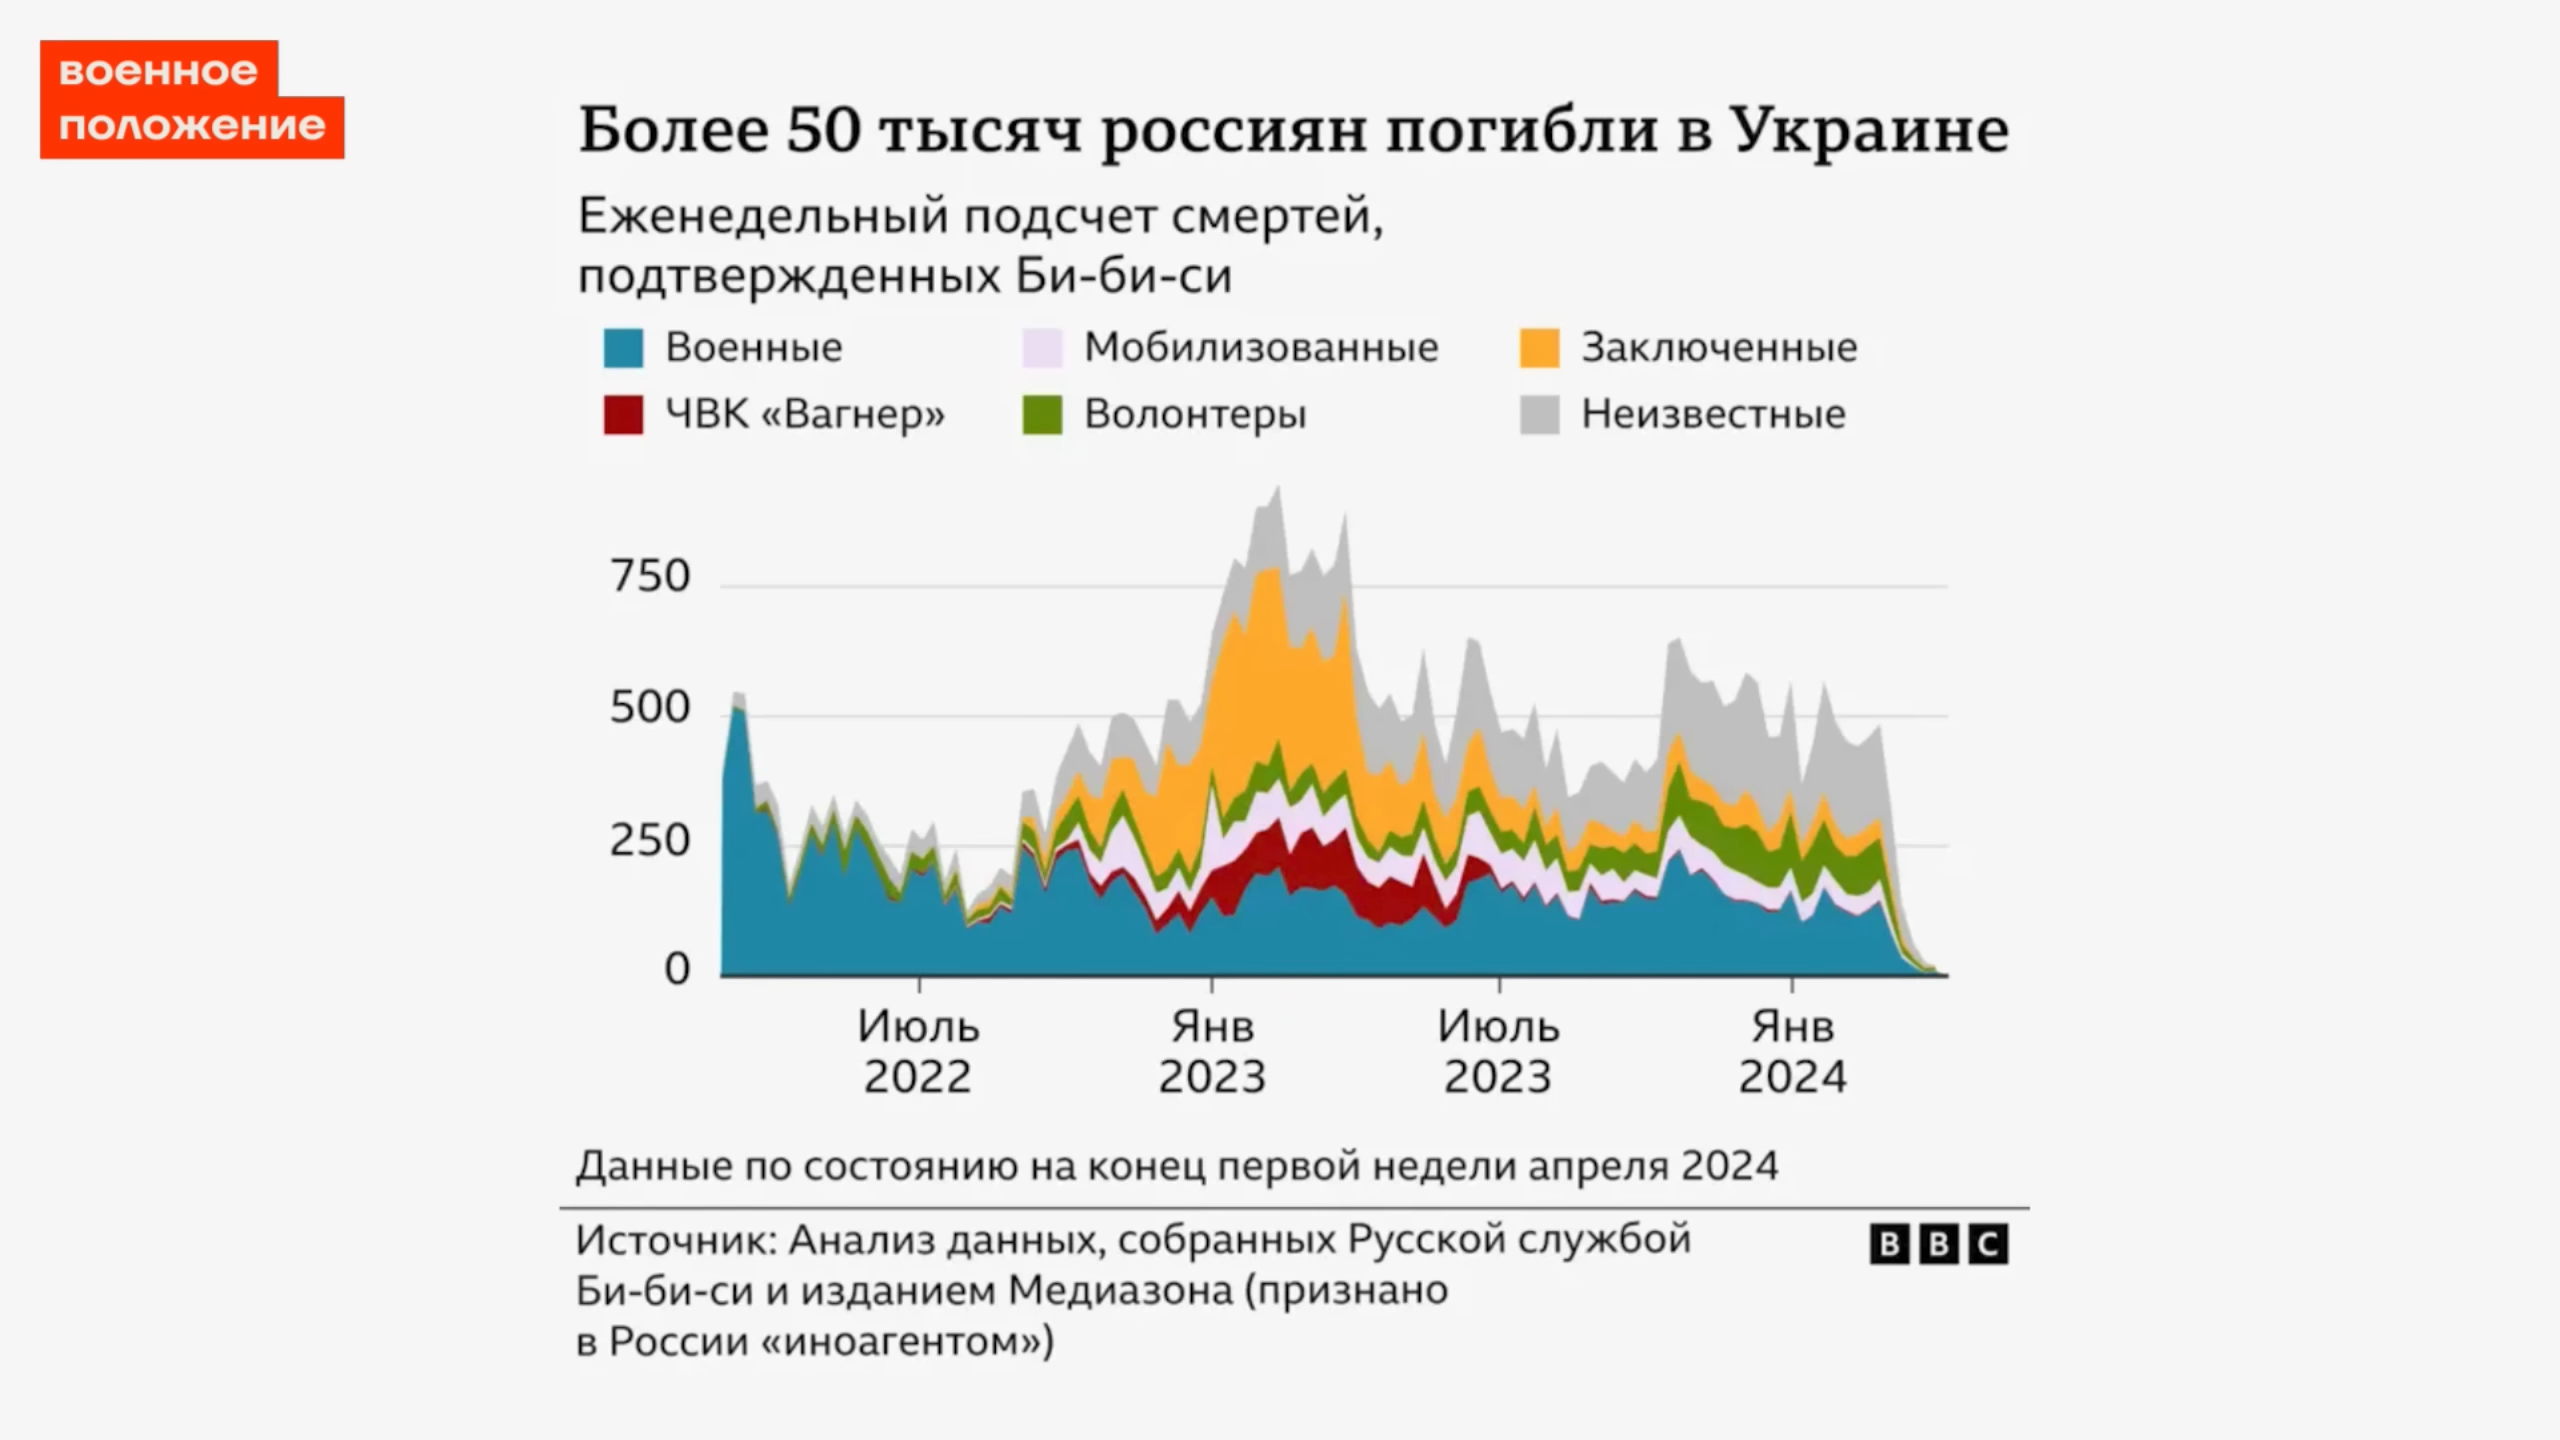 военное
положение
Более 50 тысяч россиян погибли в Украине
Еженедельный подсчет смертей,
подтвержденных Би-би-си
Военные
Мобилизованные
Заключенные
ЧВК «Вагнер»
Волонтеры
Неизвестные
750
500
250
0
Июль
2022
Янв
2023
Июль
2023
Янв
2024
Данные по состоянию на конец первой недели апреля 2024
Источник: Анализ данных, собранных Русской службой
Би-би-си и изданием Медиазона (признано
в России «иноагентом»)
BBC